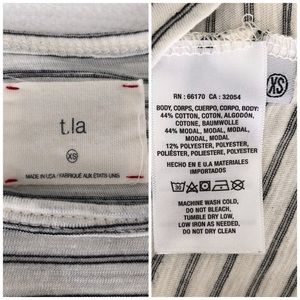 t.la
XS
MADE IN USA / FABRIQUÉ AUX ÉTATS-UNIS
RN : 66170 CA : 32054
BODY, CORPS, CUERPO, CORPO, BODY:
44% COTTON, COTON, ALGODÓN,
COTONE, BAUMWOLLE
44% MODAL, MODAL, MODAL,
MODAL, MODAL
12% POLYESTER, POLYESTER,
POLIÉSTER, POLIESTERE, POLYESTER
HECHO EN E U.A MATERIALES
IMPORTADOS
30
MACHINE WASH COLD,
DO NOT BLEACH,
TUMBLE DRY LOW,
LOW IRON AS NEEDED,
DO NOT DRY CLEAN
XS